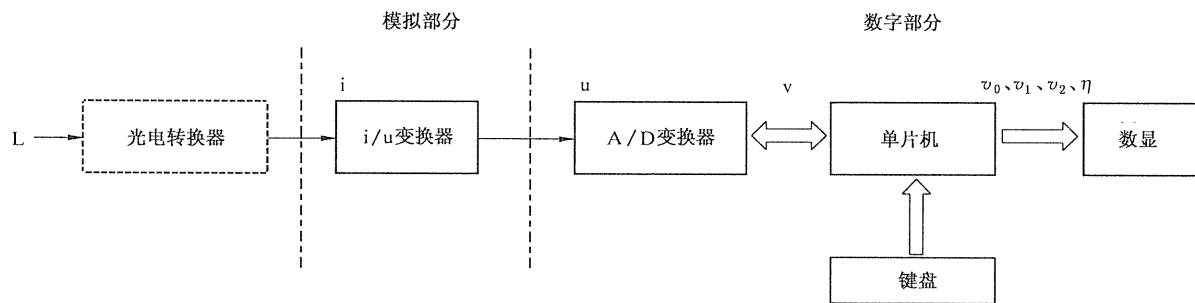 模拟部分 数字部分
i u v v₀、v₁、v₂、η
L 光电转换器 i/u变换器 A/D变换器 单片机 数显
键盘